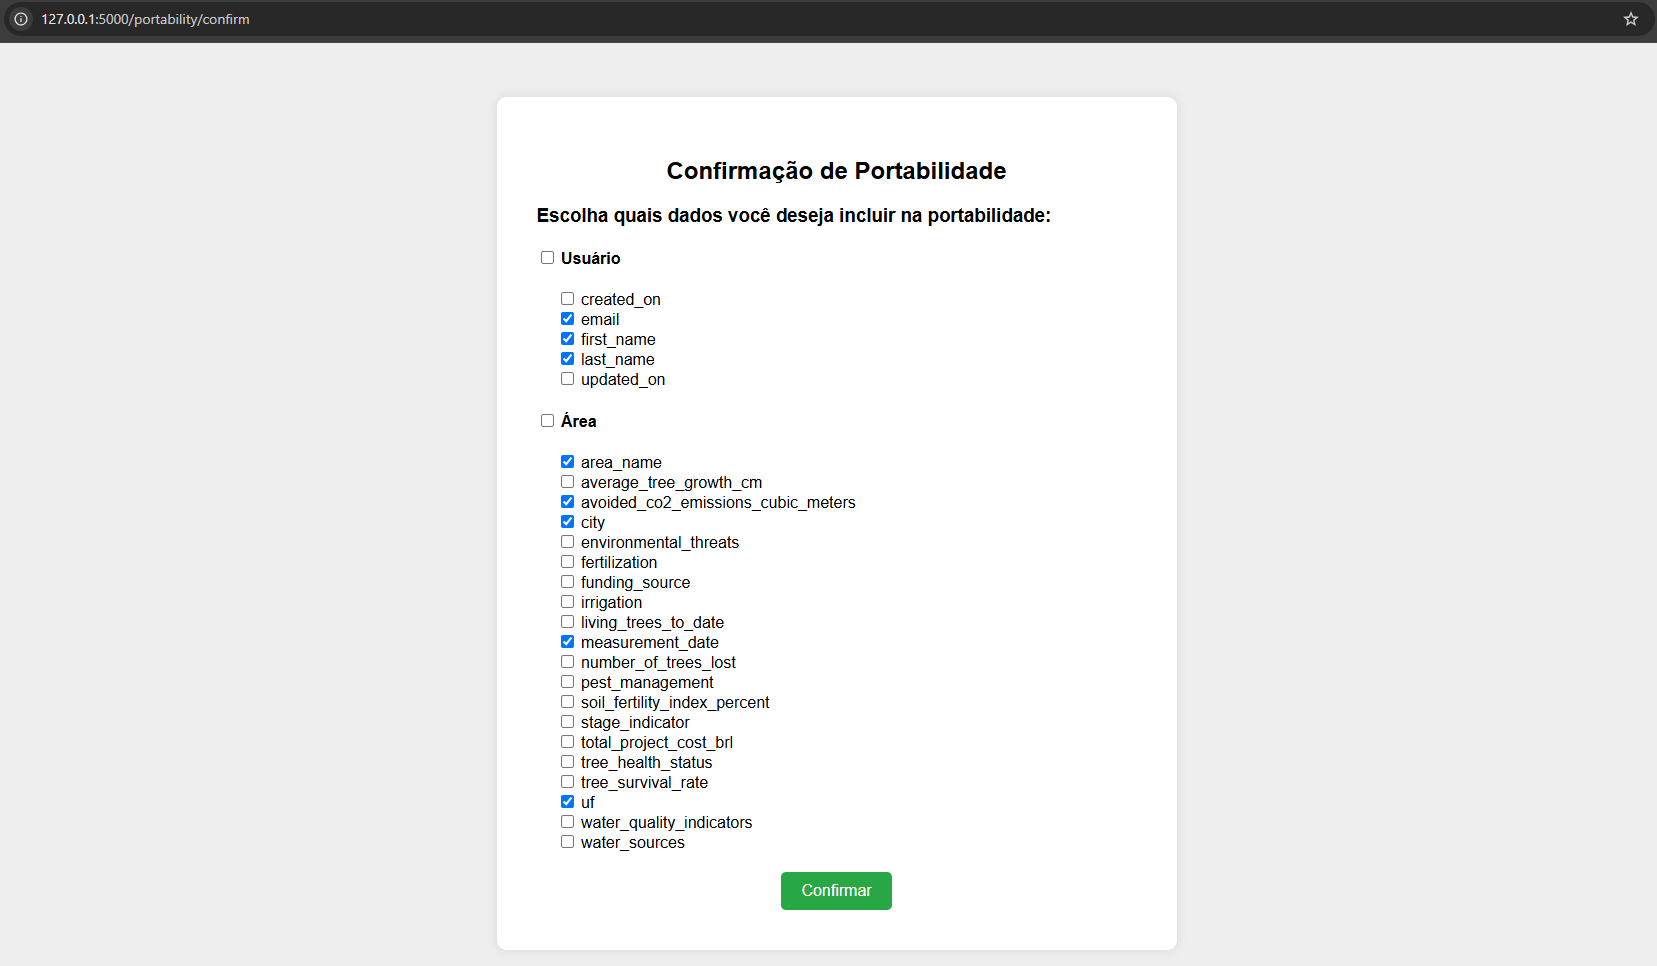 127.0.0.1:5000/portability/confirm
Confirmação de Portabilidade
Escolha quais dados você deseja incluir na portabilidade:
Usuário
created_on
email
first_name
last_name
updated_on
Área
area_name
average_tree_growth_cm
avoided_co2_emissions_cubic_meters
city
environmental_threats
fertilization
funding_source
irrigation
living_trees_to_date
measurement_date
number_of_trees_lost
pest_management
soil_fertility_index_percent
stage_indicator
total_project_cost_brl
tree_health_status
tree_survival_rate
uf
water_quality_indicators
water_sources
Confirmar